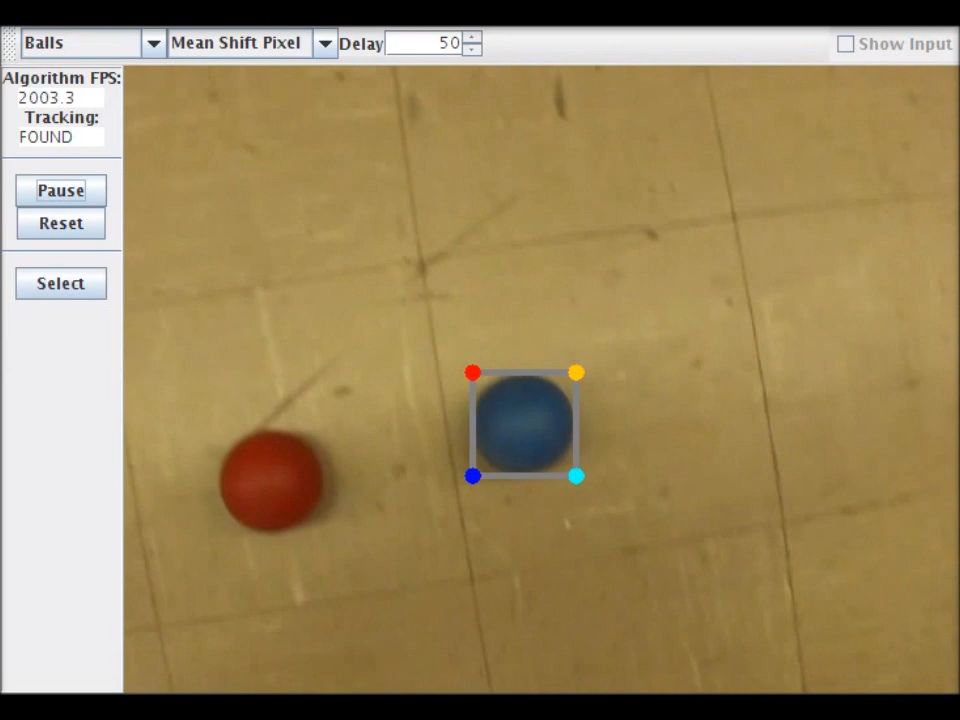 Balls Mean Shift Pixel Delay 50 Show Input
Algorithm FPS:
2003.3
Tracking:
FOUND
Pause
Reset
Select